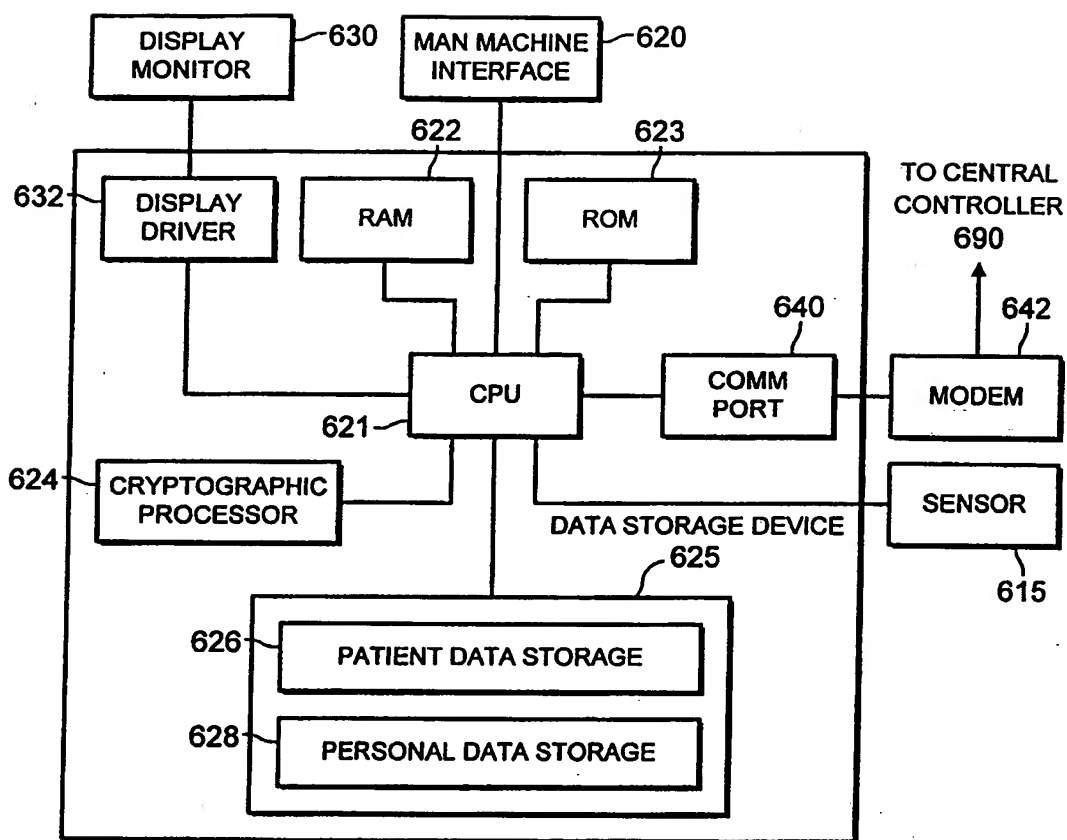 DISPLAY
MONITOR
630
MAN MACHINE
INTERFACE
620
622
623
632
DISPLAY
DRIVER
RAM
ROM
TO CENTRAL
CONTROLLER
690
640
642
CPU
621
COMM
PORT
MODEM
624
CRYPTOGRAPHIC
PROCESSOR
SENSOR
615
DATA STORAGE DEVICE
625
626
PATIENT DATA STORAGE
628
PERSONAL DATA STORAGE